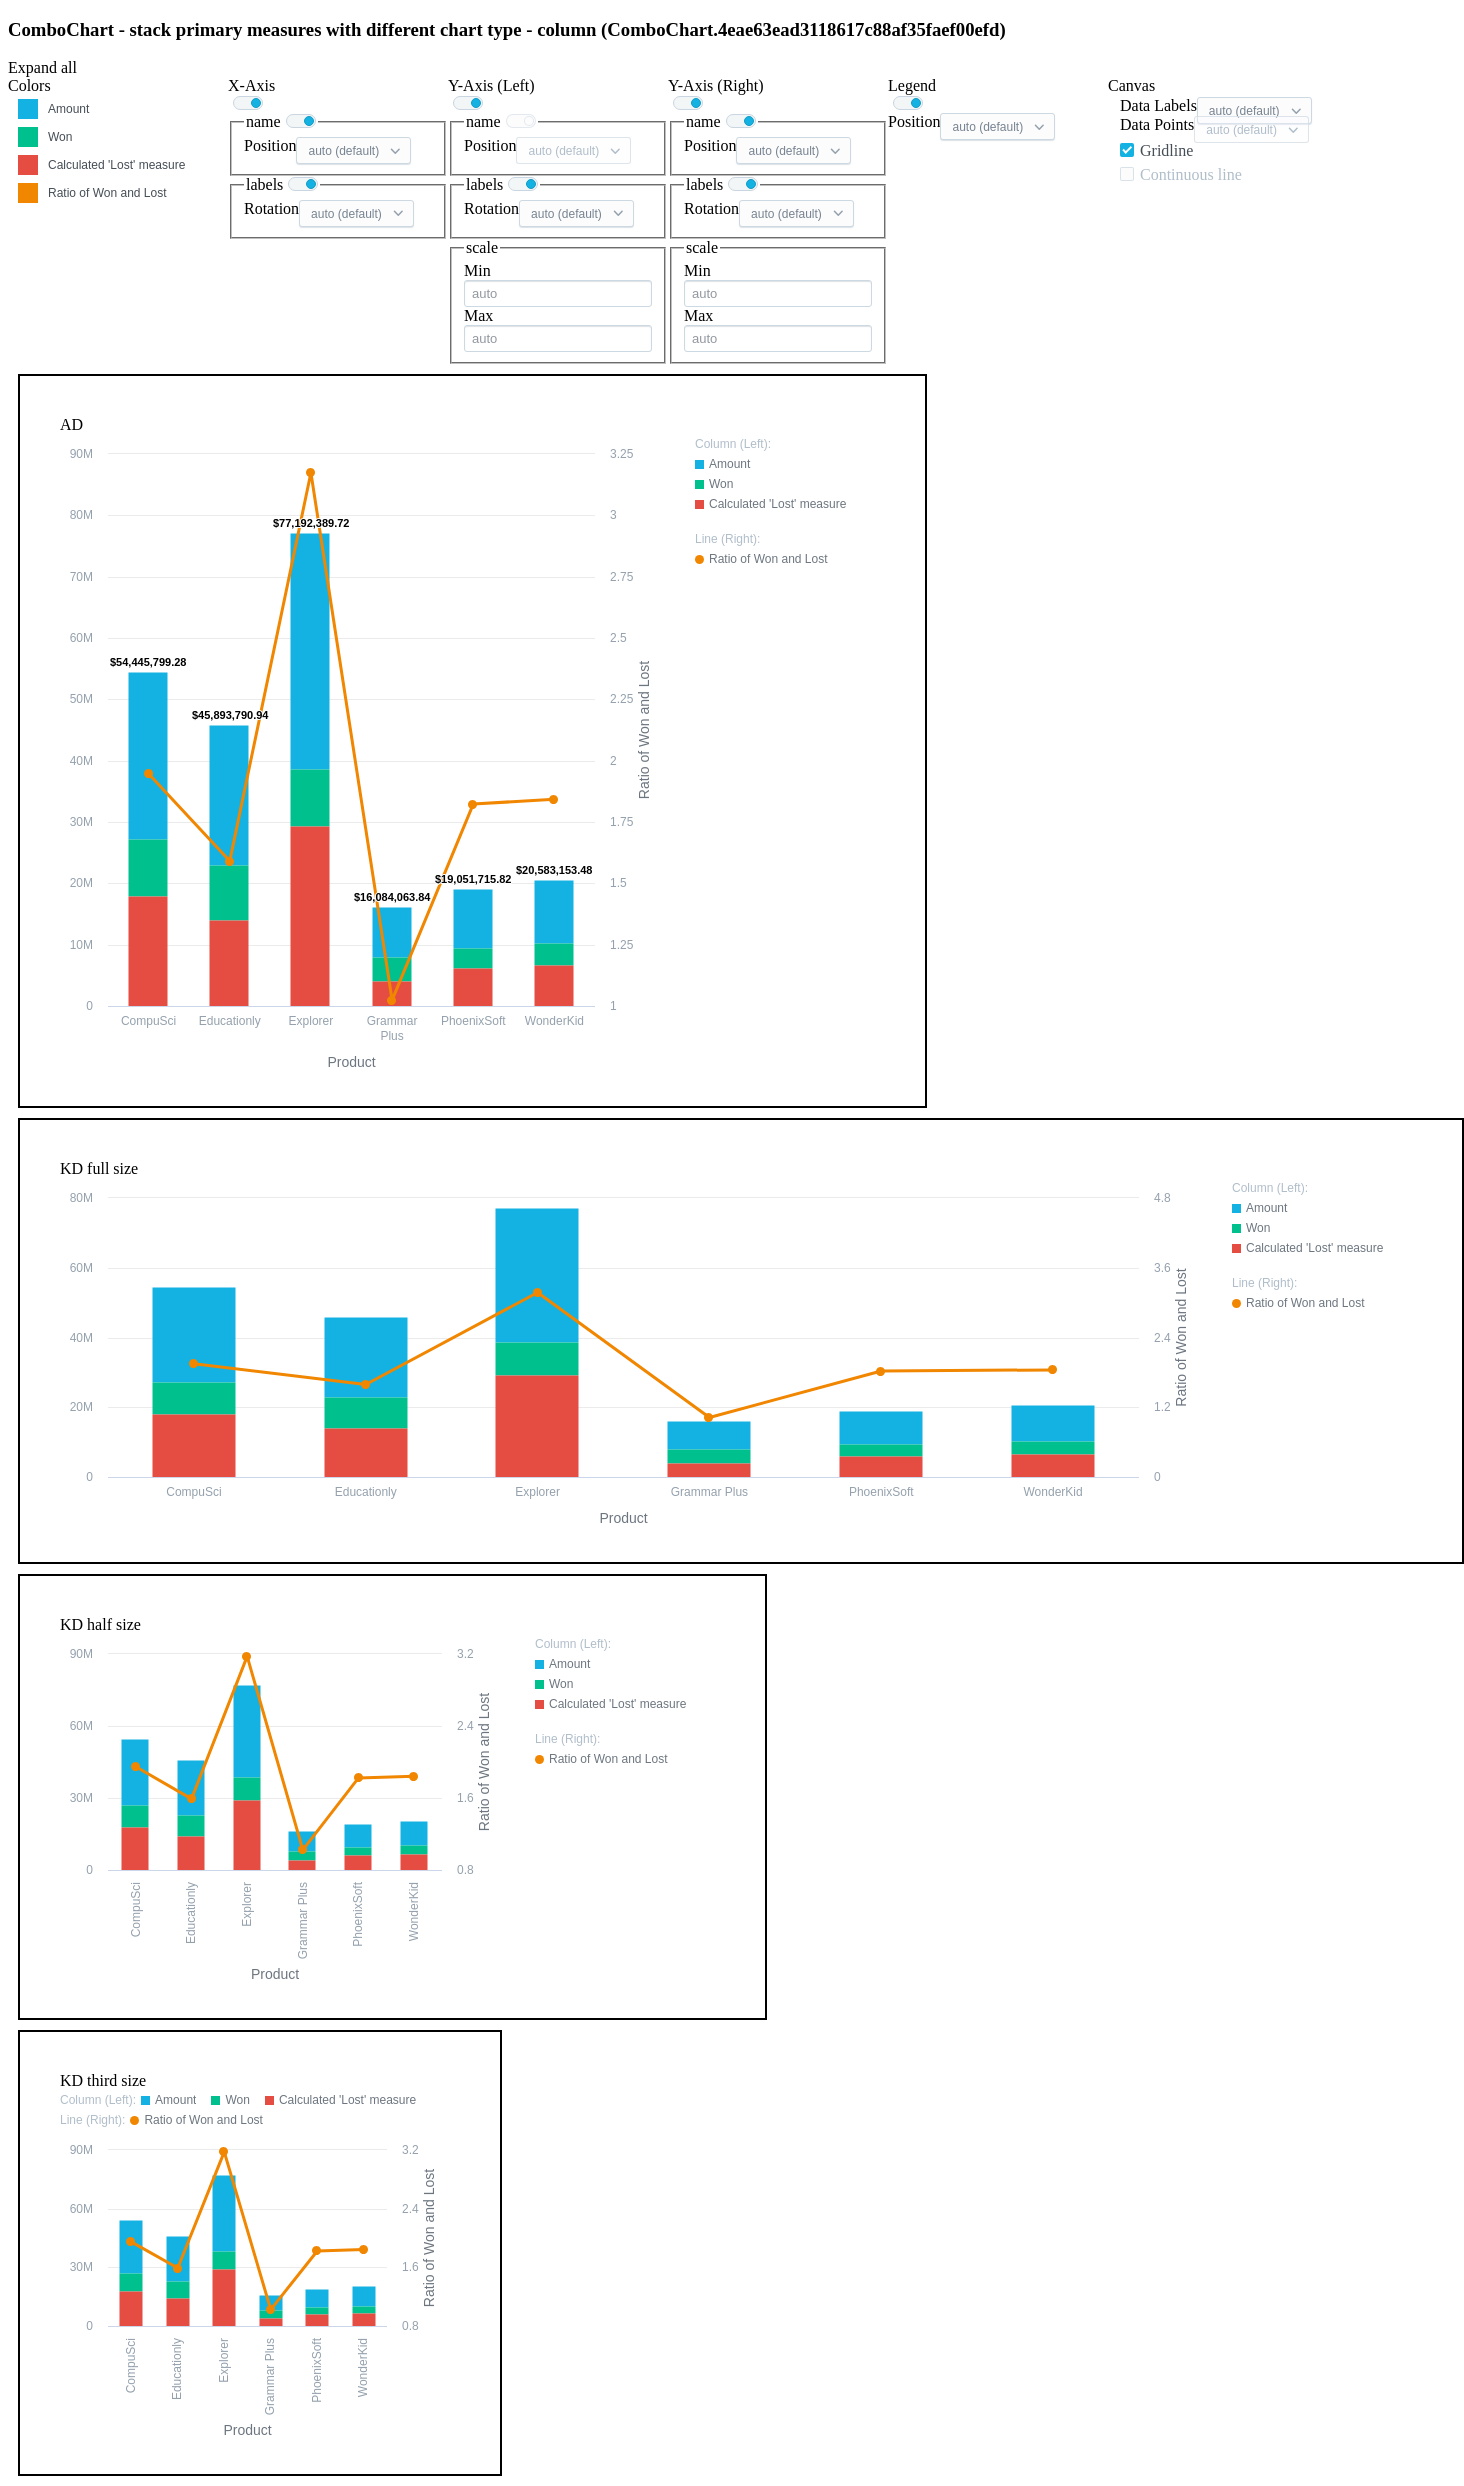 ComboChart - stack primary measures with different chart type - column (ComboChart.4eae63ead3118617c88af35faef00efd)
Expand all
Colors
Amount
Won
Calculated 'Lost' measure
Ratio of Won and Lost
X-Axis
name
Position auto (default)
labels
Rotation auto (default)
Y-Axis (Left)
name
Position auto (default)
labels
Rotation auto (default)
scale
Min
auto
Max
auto
Y-Axis (Right)
name
Position auto (default)
labels
Rotation auto (default)
scale
Min
auto
Max
auto
Legend
Position auto (default)
Canvas
Data Labels auto (default)
Data Points auto (default)
Gridline
Continuous line
AD
90M
80M
70M
60M
50M
40M
30M
20M
10M
0
$54,445,799.28
$45,893,790.94
$77,192,389.72
$16,084,063.84
$19,051,715.82
$20,583,153.48
3.25
3
2.75
2.5
2.25
2
1.75
1.5
1.25
1
Ratio of Won and Lost
CompuSci
Educationly
Explorer
Grammar
Plus
PhoenixSoft
WonderKid
Product
Column (Left):
Amount
Won
Calculated 'Lost' measure
Line (Right):
Ratio of Won and Lost
KD full size
80M
60M
40M
20M
0
4.8
3.6
2.4
1.2
0
Ratio of Won and Lost
CompuSci
Educationly
Explorer
Grammar Plus
PhoenixSoft
WonderKid
Product
Column (Left):
Amount
Won
Calculated 'Lost' measure
Line (Right):
Ratio of Won and Lost
KD half size
90M
60M
30M
0
3.2
2.4
1.6
0.8
Ratio of Won and Lost
CompuSci
Educationly
Explorer
Grammar Plus
PhoenixSoft
WonderKid
Product
Column (Left):
Amount
Won
Calculated 'Lost' measure
Line (Right):
Ratio of Won and Lost
KD third size
Column (Left): Amount Won Calculated 'Lost' measure
Line (Right): Ratio of Won and Lost
90M
60M
30M
0
3.2
2.4
1.6
0.8
Ratio of Won and Lost
CompuSci
Educationly
Explorer
Grammar Plus
PhoenixSoft
WonderKid
Product